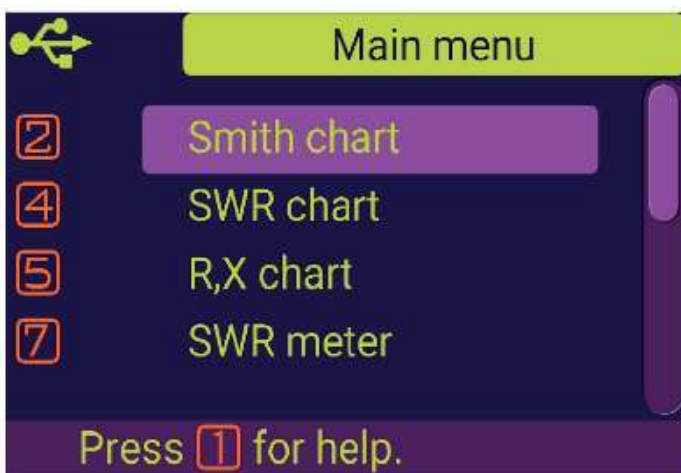 Main menu
2 Smith chart
4 SWR chart
5 R,X chart
7 SWR meter
Press 1 for help.